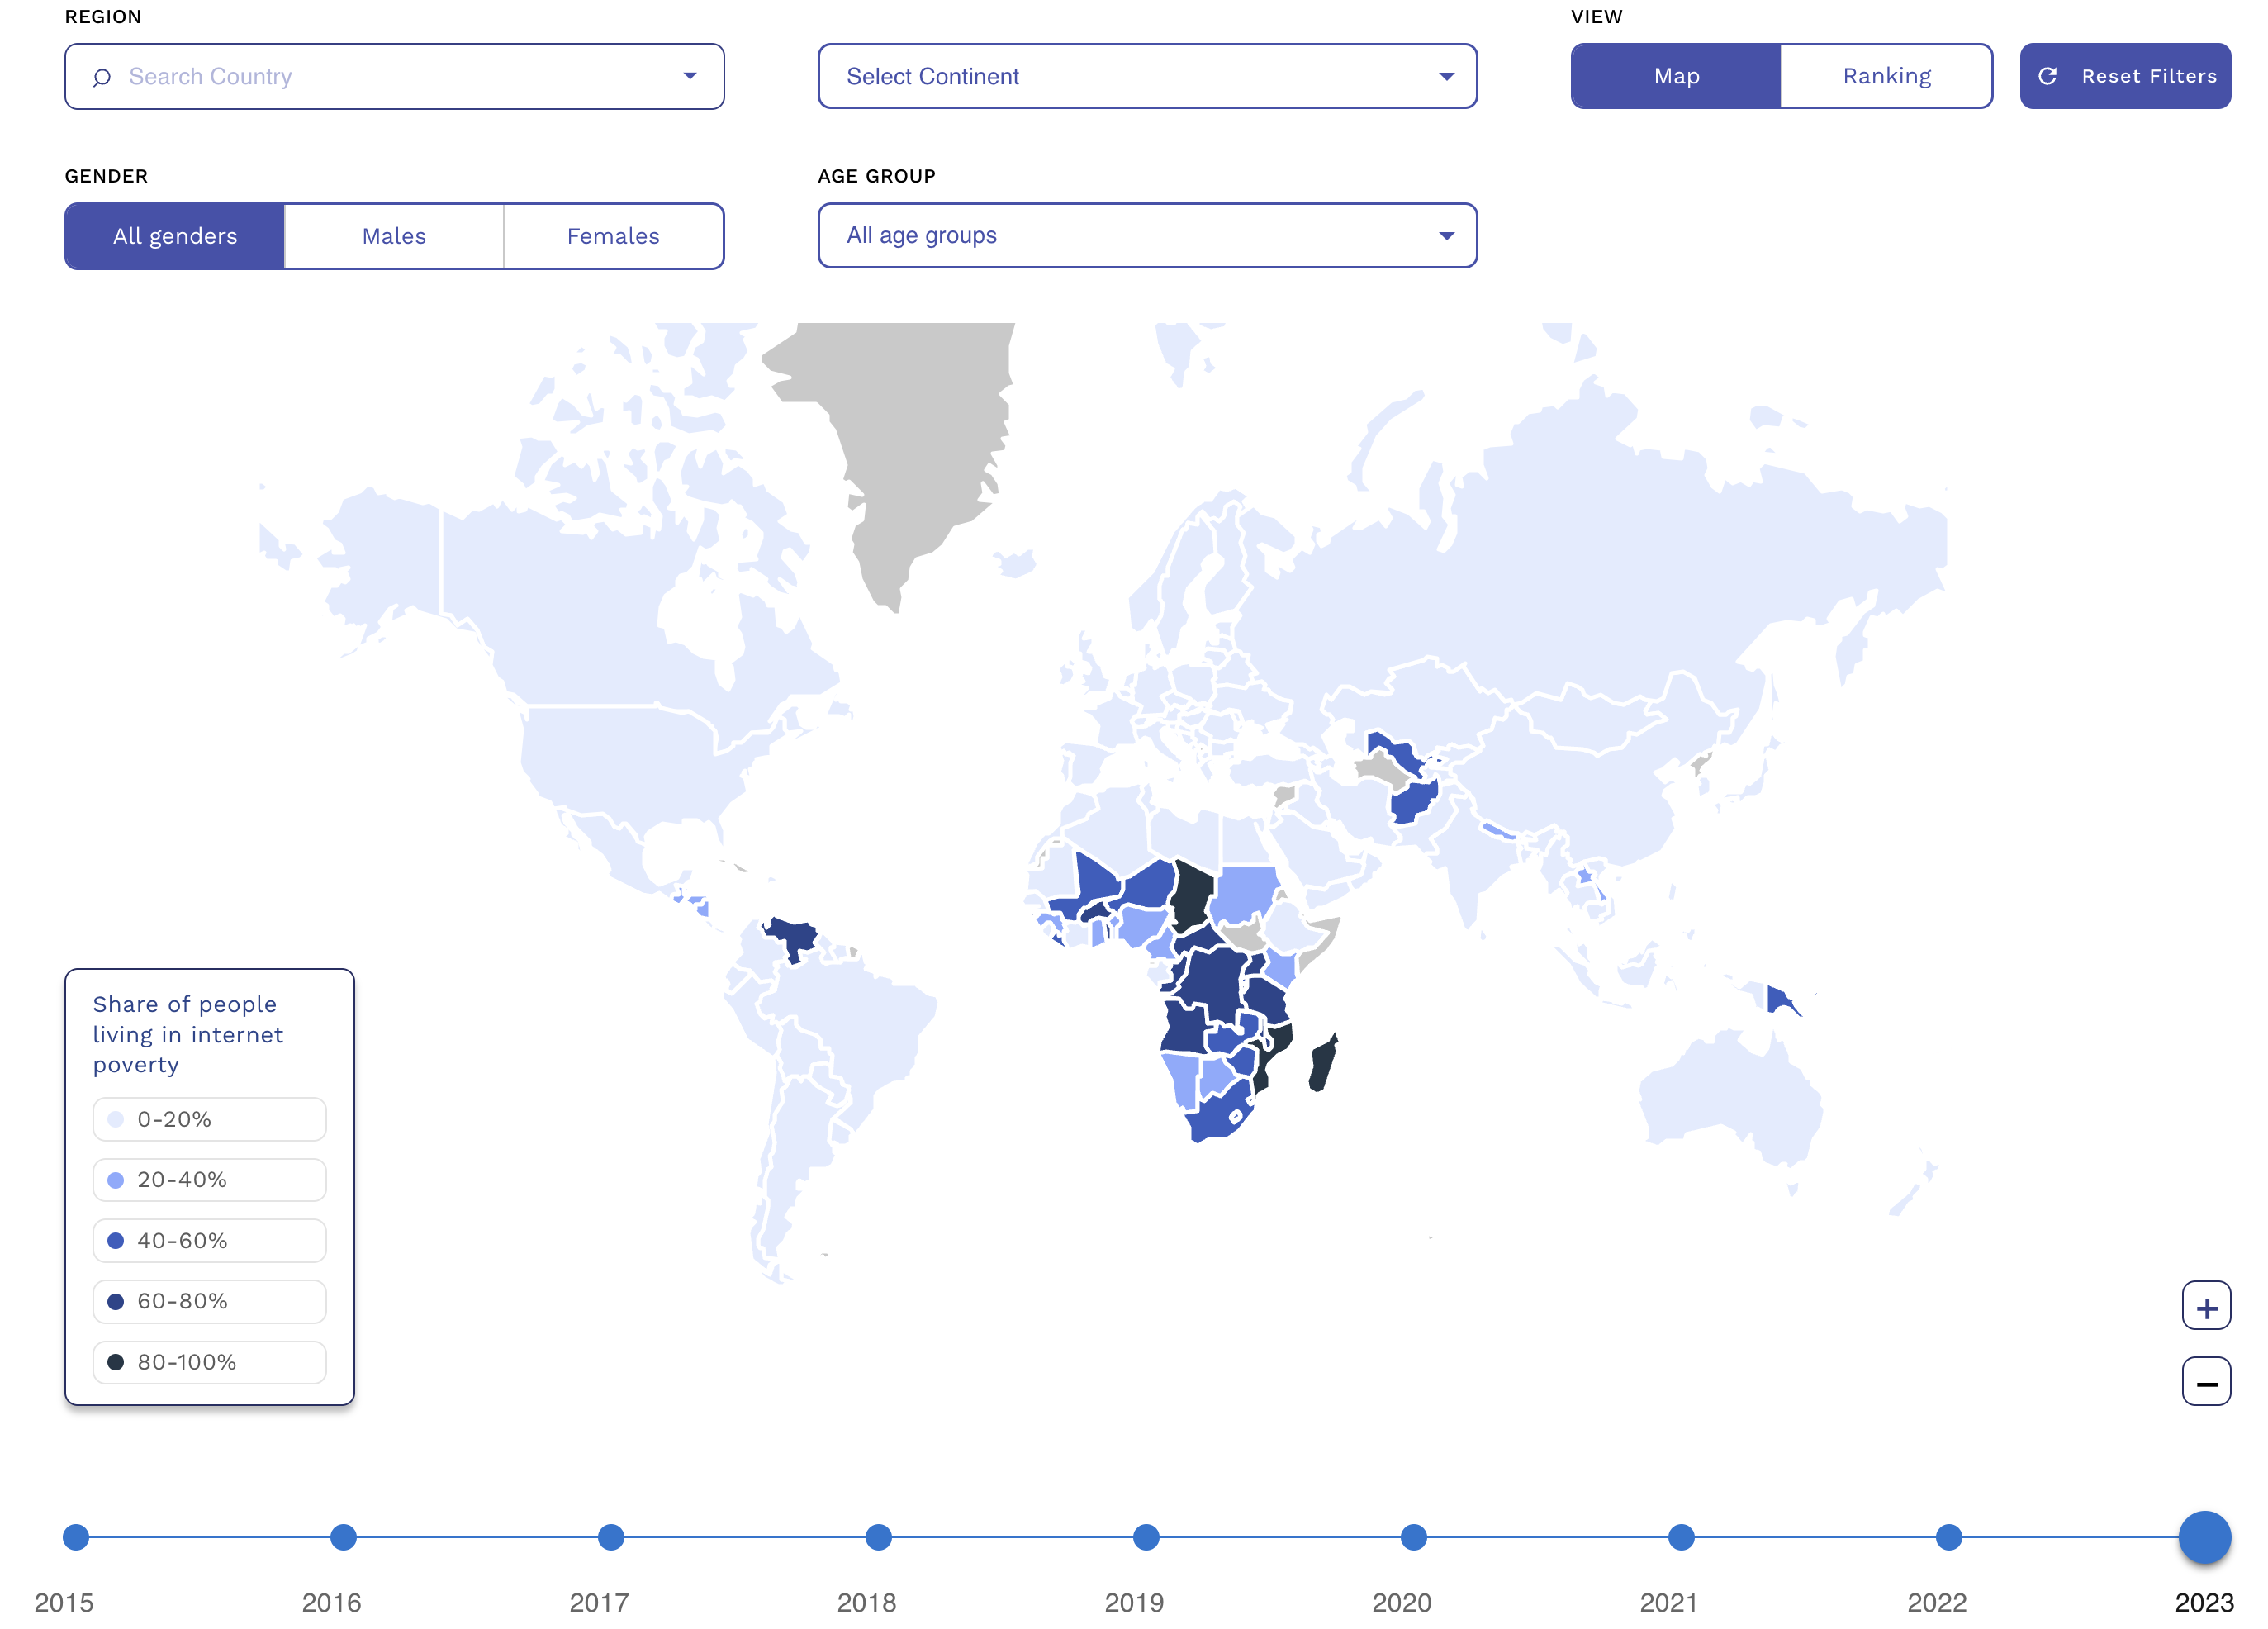 REGION
VIEW
Search Country
Select Continent
Map
Ranking
Reset Filters
GENDER
AGE GROUP
All genders
Males
Females
All age groups
Share of people
living in internet
poverty
0-20%
20-40%
40-60%
60-80%
80-100%
+
−
2015
2016
2017
2018
2019
2020
2021
2022
2023